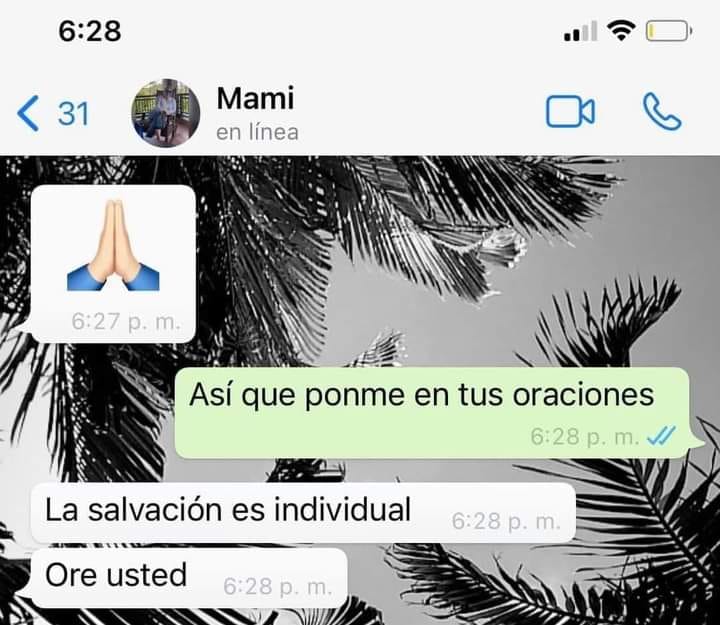 6:28
31
Mami
en línea
6:27 p. m.
Así que ponme en tus oraciones
6:28 p. m.
La salvación es individual 6:28 p. m.
Ore usted 6:28 p. m.